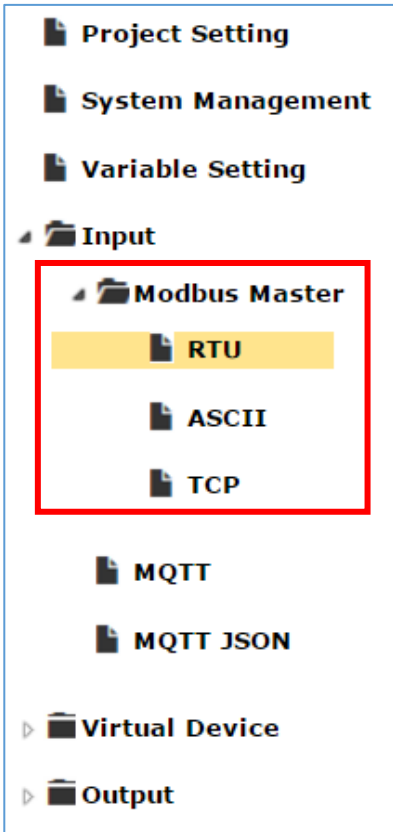 Project Setting
System Management
Variable Setting
Input
Modbus Master
RTU
ASCII
TCP
MQTT
MQTT JSON
Virtual Device
Output